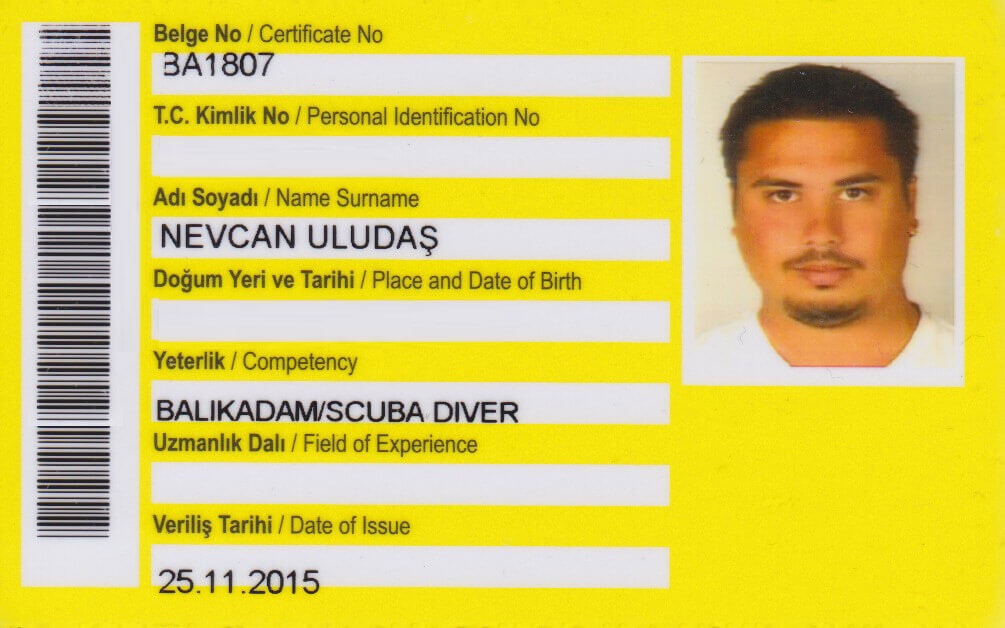 Belge No / Certificate No
BA1807
T.C. Kimlik No / Personal Identification No
Adı Soyadı / Name Surname
NEVCAN ULUDAŞ
Doğum Yeri ve Tarihi / Place and Date of Birth
Yeterlik / Competency
BALIKADAM/SCUBA DIVER
Uzmanlık Dalı / Field of Experience
Veriliş Tarihi / Date of Issue
25.11.2015